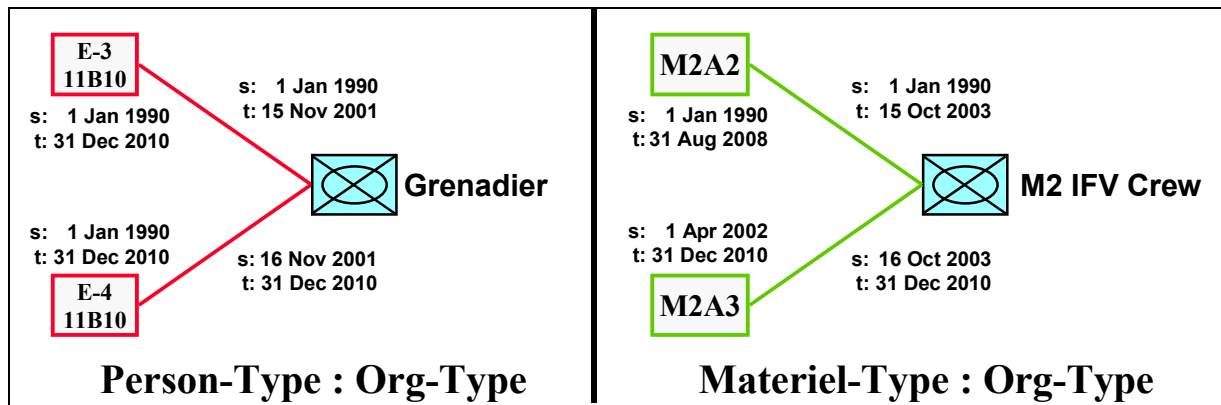 E-3
11B10
s: 1 Jan 1990
t: 31 Dec 2010
s: 1 Jan 1990
t: 15 Nov 2001
Grenadier
s: 1 Jan 1990
t: 31 Dec 2010
s: 16 Nov 2001
t: 31 Dec 2010
E-4
11B10
Person-Type : Org-Type
M2A2
s: 1 Jan 1990
t: 31 Aug 2008
s: 1 Jan 1990
t: 15 Oct 2003
M2 IFV Crew
s: 1 Apr 2002
t: 31 Dec 2010
s: 16 Oct 2003
t: 31 Dec 2010
M2A3
Materiel-Type : Org-Type